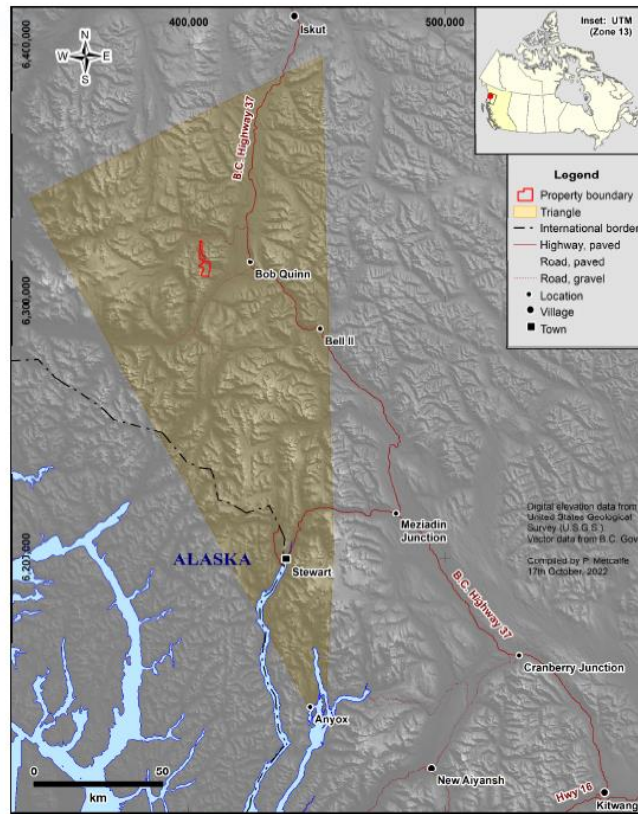 400,000
500,000
Inset: UTM
(Zone 13)
6,400,000
N
W E
S
Iskut
B.C. Highway 37
Legend
Property boundary
Triangle
International border
Highway, paved
Road, paved
Road, gravel
Location
Village
Town
Bob Quinn
6,300,000
Bell II
Digital elevation data from
United States Geological
Survey (U.S.G.S.)
Vector data from B.C. Gov
Compiled by P. Metcalfe
17th October, 2022
Meziadin
Junction
6,200,000
ALASKA
Stewart
B.C. Highway 37
Cranberry Junction
Anyox
New Aiyansh
0 50
km
Hwy 16
Kitwang